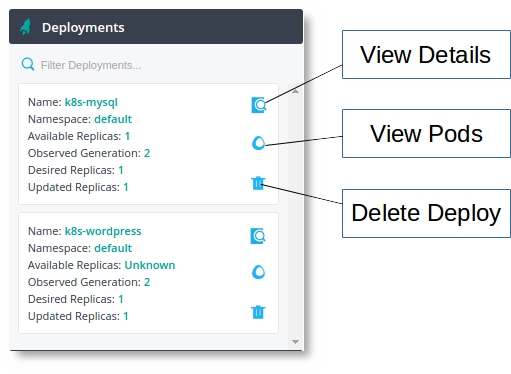 Deployments
Filter Deployments...
Name: k8s-mysql
Namespace: default
Available Replicas: 1
Observed Generation: 2
Desired Replicas: 1
Updated Replicas: 1
Name: k8s-wordpress
Namespace: default
Available Replicas: Unknown
Observed Generation: 2
Desired Replicas: 1
Updated Replicas: 1
View Details
View Pods
Delete Deploy